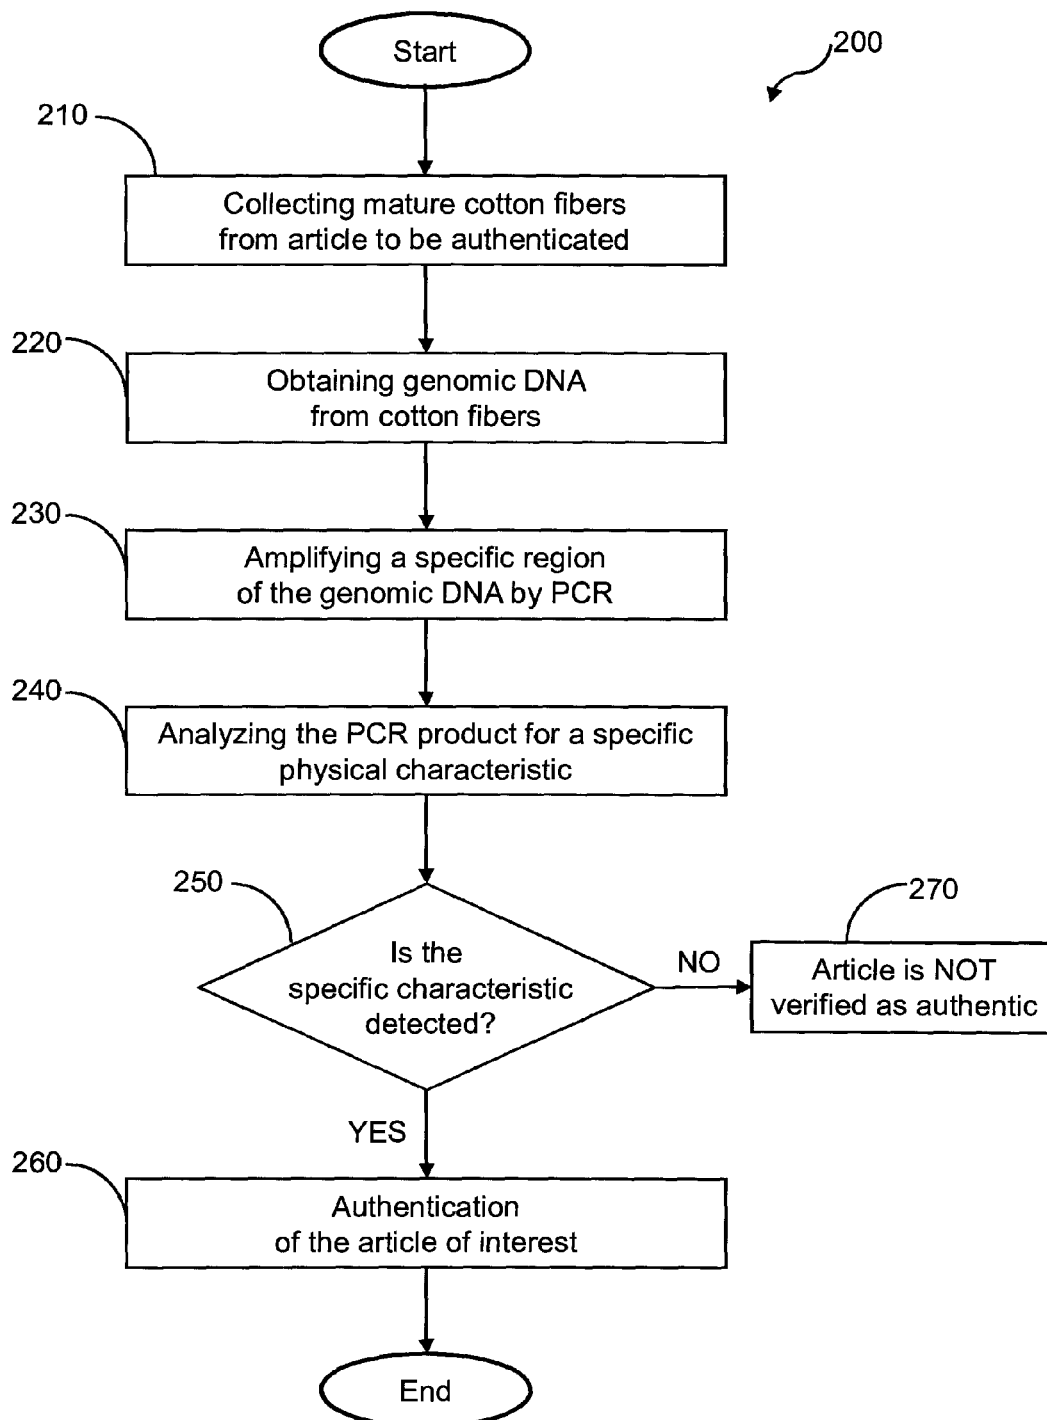 Start
200
210
Collecting mature cotton fibers
from article to be authenticated
220
Obtaining genomic DNA
from cotton fibers
230
Amplifying a specific region
of the genomic DNA by PCR
240
Analyzing the PCR product for a specific
physical characteristic
250
Is the
specific characteristic
detected?
NO
270
Article is NOT
verified as authentic
YES
260
Authentication
of the article of interest
End